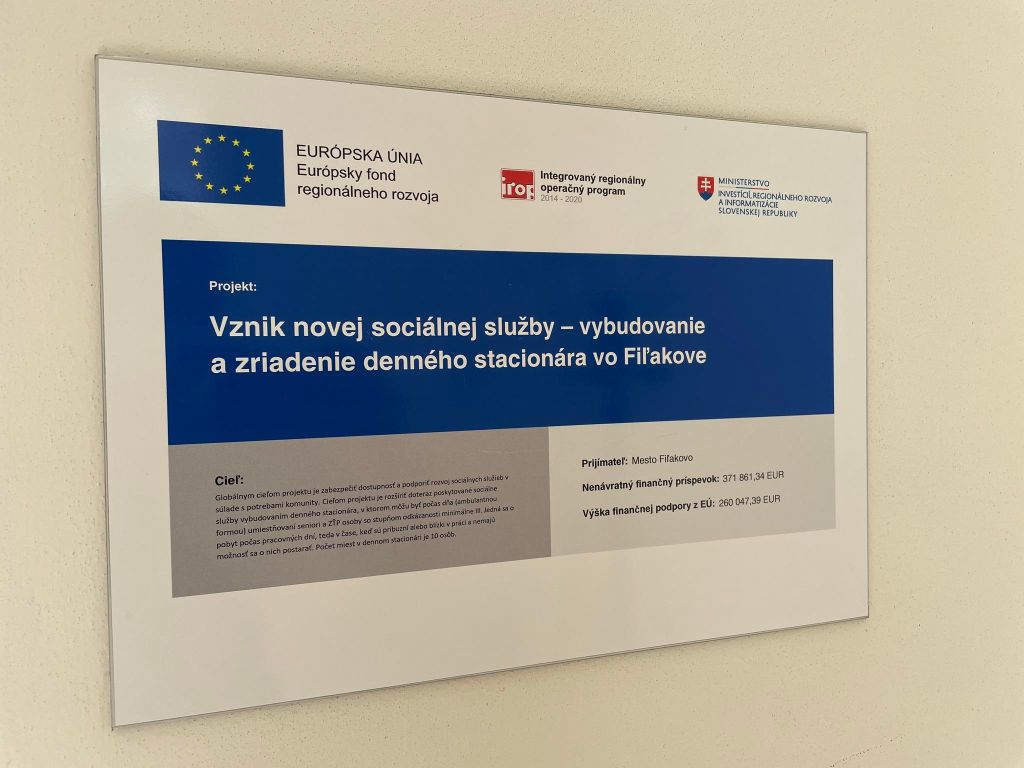 EURÓPSKA ÚNIA
Európsky fond
regionálneho rozvoja
irop
Integrovaný regionálny
operačný program
2014 - 2020
MINISTERSTVO
INVESTÍCIÍ, REGIONÁLNEHO ROZVOJA
A INFORMATIZÁCIE
SLOVENSKEJ REPUBLIKY
Projekt:
Vznik novej sociálnej služby – vybudovanie
a zriadenie denného stacionára vo Fiľakove
Cieľ:
Globálnym cieľom projektu je zabezpečiť dostupnosť a podporiť rozvoj sociálnych služieb v
súlade s potrebami komunity. Cieľom projektu je rozšíriť doteraz poskytované sociálne
služby vybudovaním denného stacionára, v ktorom môžu byť počas dňa (ambulantnou
formou) umiestňovaní seniori a ZŤP osoby so stupňom odkázanosti minimálne III. Jedná sa o
pobyt počas pracovných dní, teda v čase, keď sú príbuzní alebo blízki v práci a nemajú
možnosť sa o nich postarať. Počet miest v dennom stacionári je 10 osôb.
Prijímateľ: Mesto Fiľakovo
Nenávratný finančný príspevok: 371 861,34 EUR
Výška finančnej podpory z EÚ: 260 047,39 EUR